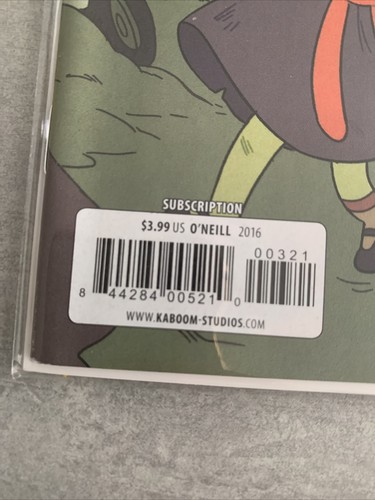 SUBSCRIPTION
$3.99 US O'NEILL 2016
00321
8 44284 00521 0
WWW.KABOOM-STUDIOS.COM